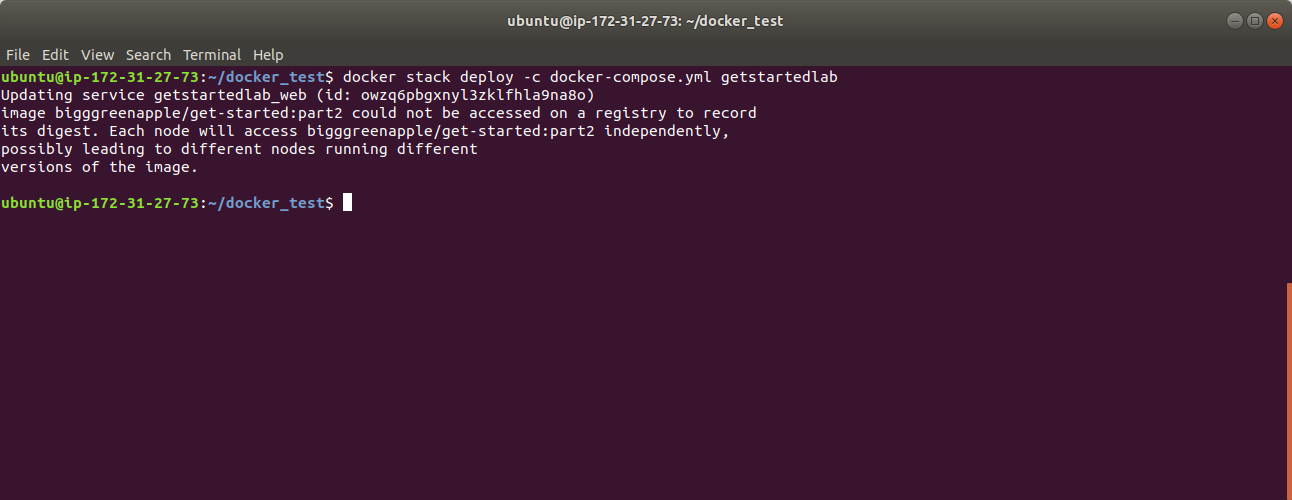 ubuntu@ip-172-31-27-73: ~/docker_test
File Edit View Search Terminal Help
ubuntu@ip-172-31-27-73:~/docker_test$ docker stack deploy -c docker-compose.yml getstartedlab
Updating service getstartedlab_web (id: owzq6pbgxnyl3zklfhla9na8o)
image bigggreenapple/get-started:part2 could not be accessed on a registry to record
its digest. Each node will access bigggreenapple/get-started:part2 independently,
possibly leading to different nodes running different
versions of the image.
ubuntu@ip-172-31-27-73:~/docker_test$